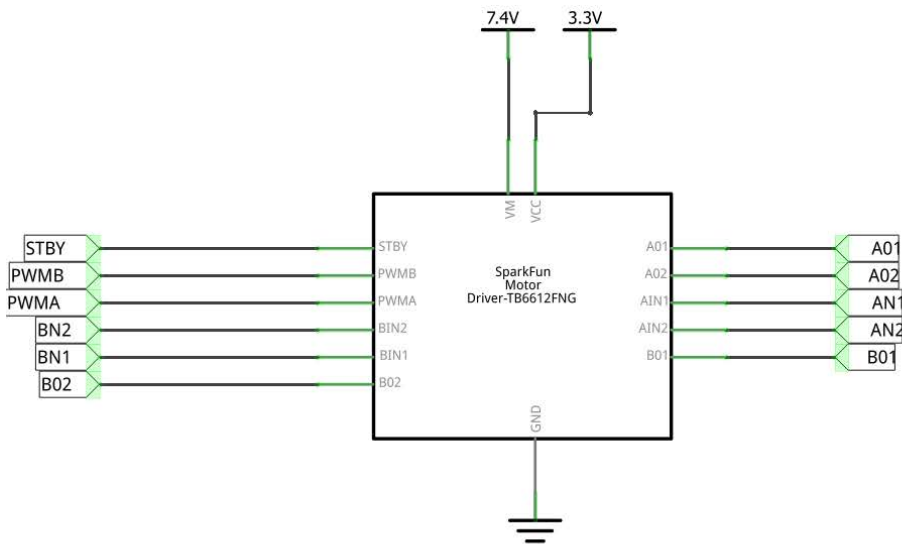 7.4V
3.3V
VM
VCC
STBY
PWMB
PWMA
BN2
BN1
B02
STBY
PWMB
PWMA
BIN2
BIN1
B02
SparkFun
Motor
Driver-TB6612FNG
A01
A02
AIN1
AIN2
B01
A01
A02
AN1
AN2
B01
GND